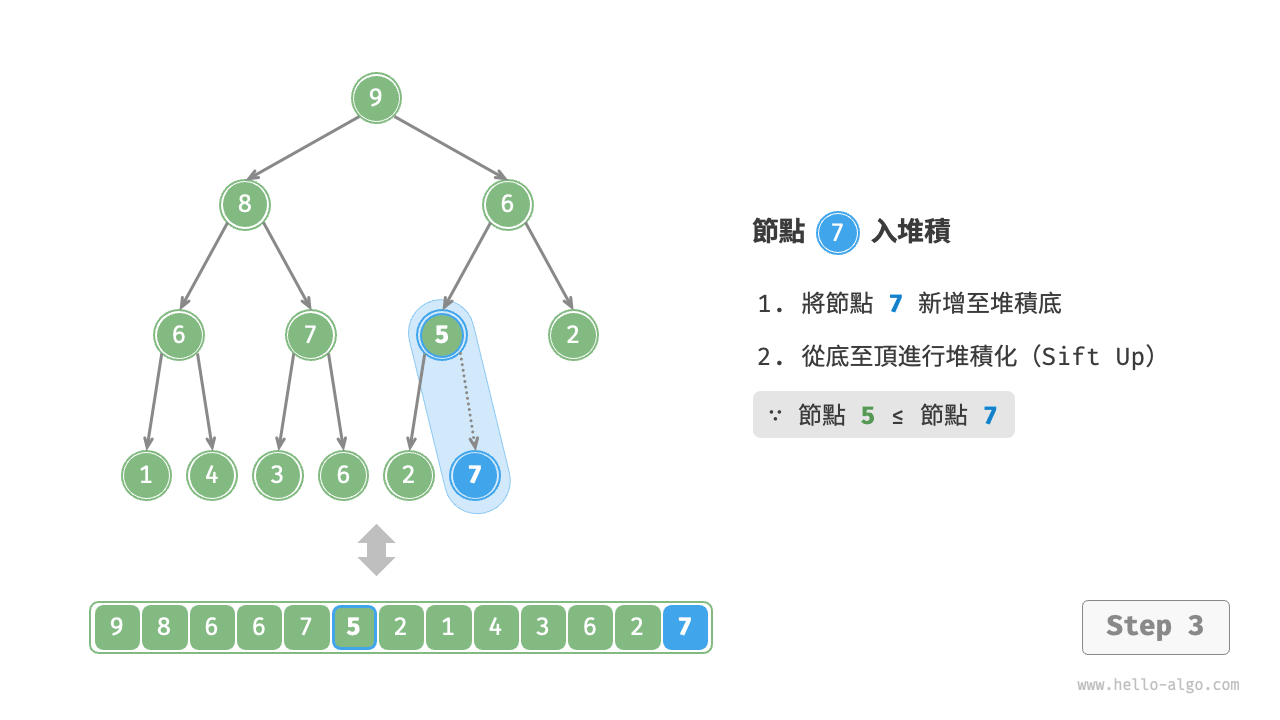 9
8 6
6 7 5 2
1 4 3 6 2 7
9 8 6 6 7 5 2 1 4 3 6 2 7
節點 7 入堆積
1. 將節點 7 新增至堆積底
2. 從底至頂進行堆積化（Sift Up）
∵ 節點 5 ≤ 節點 7
Step 3
www.hello-algo.com